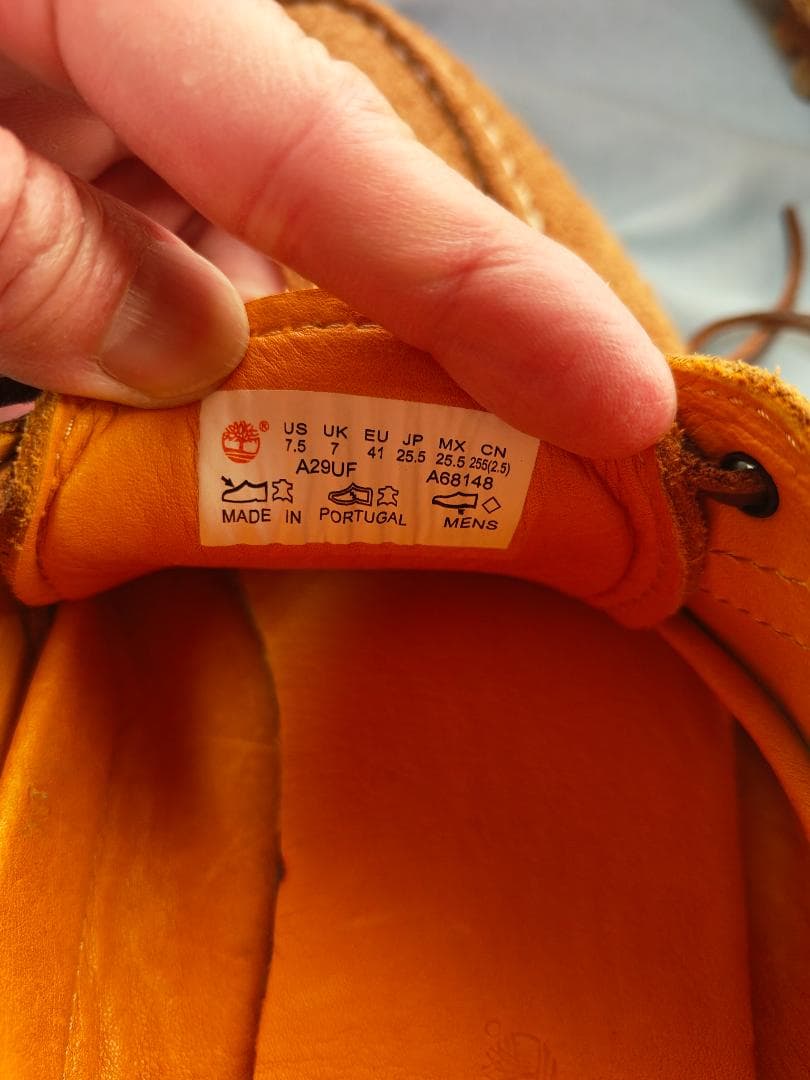 ® US UK EU JP MX CN
7.5 7 41 25.5 25.5 255(2.5)
A29UF A68148
MADE IN PORTUGAL MENS